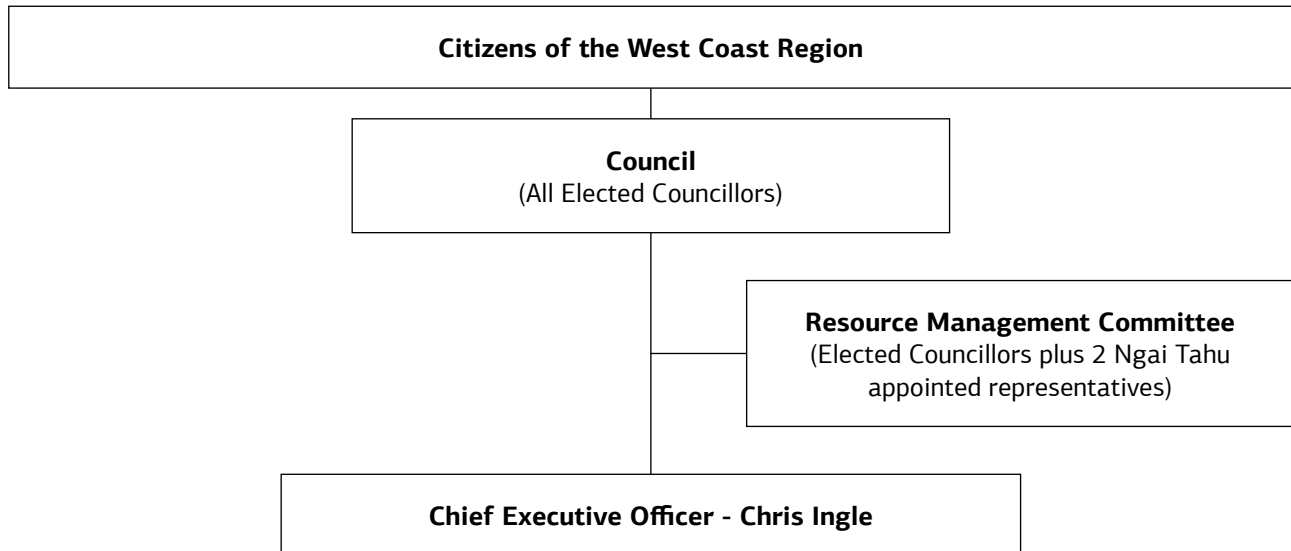 Citizens of the West Coast Region
Council
(All Elected Councillors)
Resource Management Committee
(Elected Councillors plus 2 Ngai Tahu
appointed representatives)
Chief Executive Officer - Chris Ingle